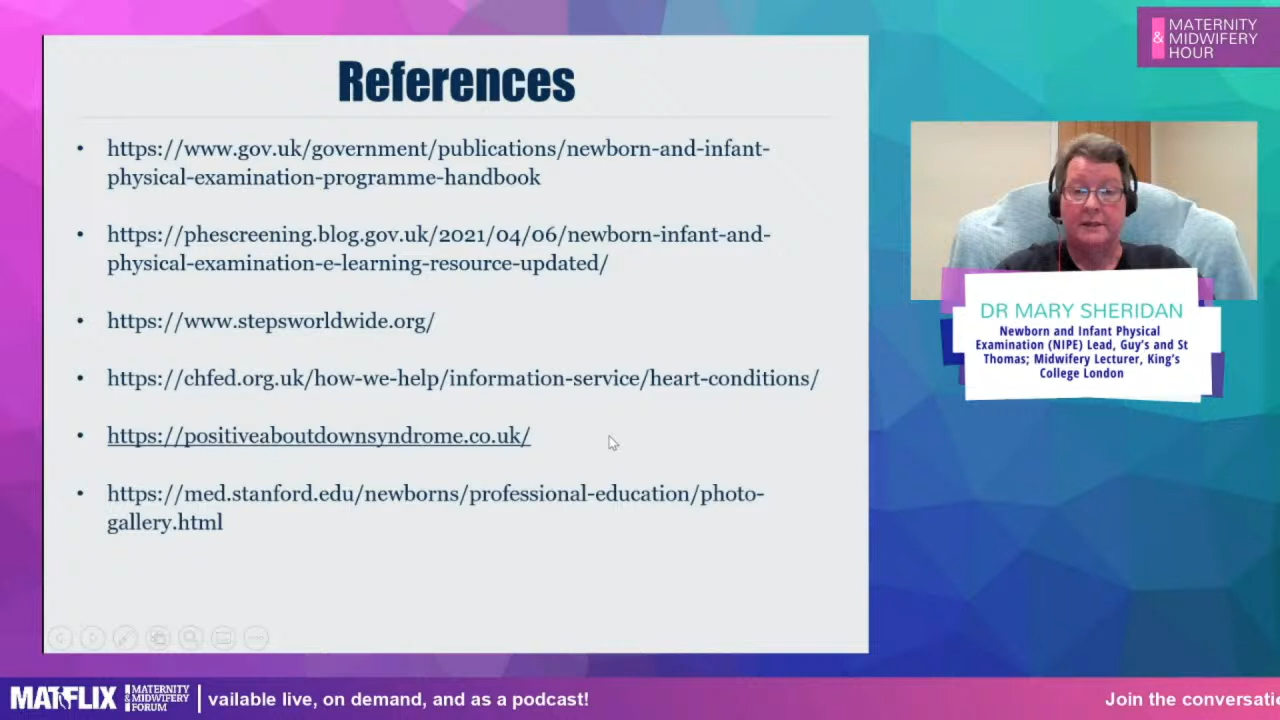 References
• https://www.gov.uk/government/publications/newborn-and-infant-
physical-examination-programme-handbook
• https://phescreening.blog.gov.uk/2021/04/06/newborn-infant-and-
physical-examination-e-learning-resource-updated/
• https://www.stepsworldwide.org/
• https://chfed.org.uk/how-we-help/information-service/heart-conditions/
• https://positiveaboutdownsyndrome.co.uk/
• https://med.stanford.edu/newborns/professional-education/photo-
gallery.html
MATERNITY
& MIDWIFERY
HOUR
DR MARY SHERIDAN
Newborn and Infant Physical
Examination (NIPE) Lead, Guy's and St
Thomas; Midwifery Lecturer, King's
College London
MATFLIX
MATERNITY
& MIDWIFERY
FORUM
vailable live, on demand, and as a podcast!
Join the conversati